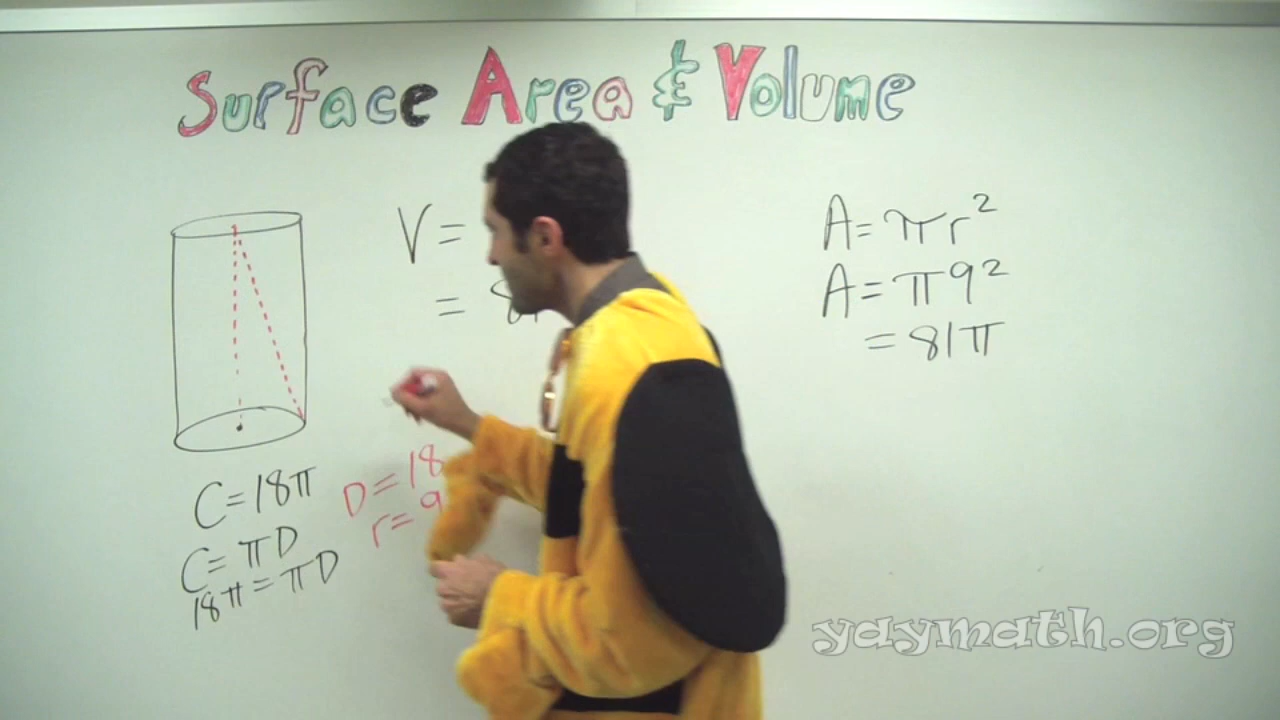 Surface Area & Volume
V =
=
A = πr²
A = π9²
= 81π
C = 18π
C = πD
18π = πD
D = 18
r = 9
yaymath.org